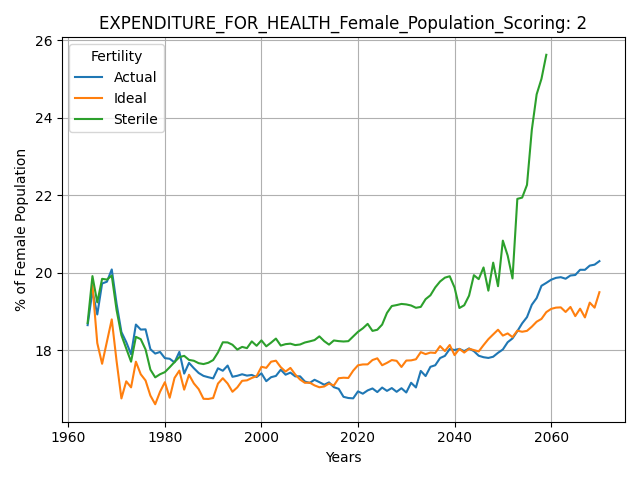 EXPENDITURE_FOR_HEALTH_Female_Population_Scoring: 2
Fertility
Actual
Ideal
Sterile
% of Female Population
26
24
22
20
18
1960
1980
2000
2020
2040
2060
Years